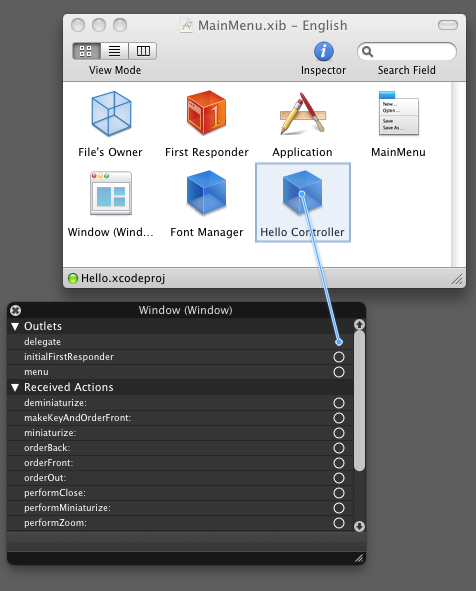 MainMenu.xib – English
View Mode
Inspector
Search Field
File's Owner
First Responder
Application
New...
Open...
Save
Save As...
MainMenu
Window (Wind...
Font Manager
Hello Controller
Hello.xcodeproj
Window (Window)
Outlets
delegate
initialFirstResponder
menu
Received Actions
deminiaturize:
makeKeyAndOrderFront:
miniaturize:
orderBack:
orderFront:
orderOut:
performClose:
performMiniaturize:
performZoom: